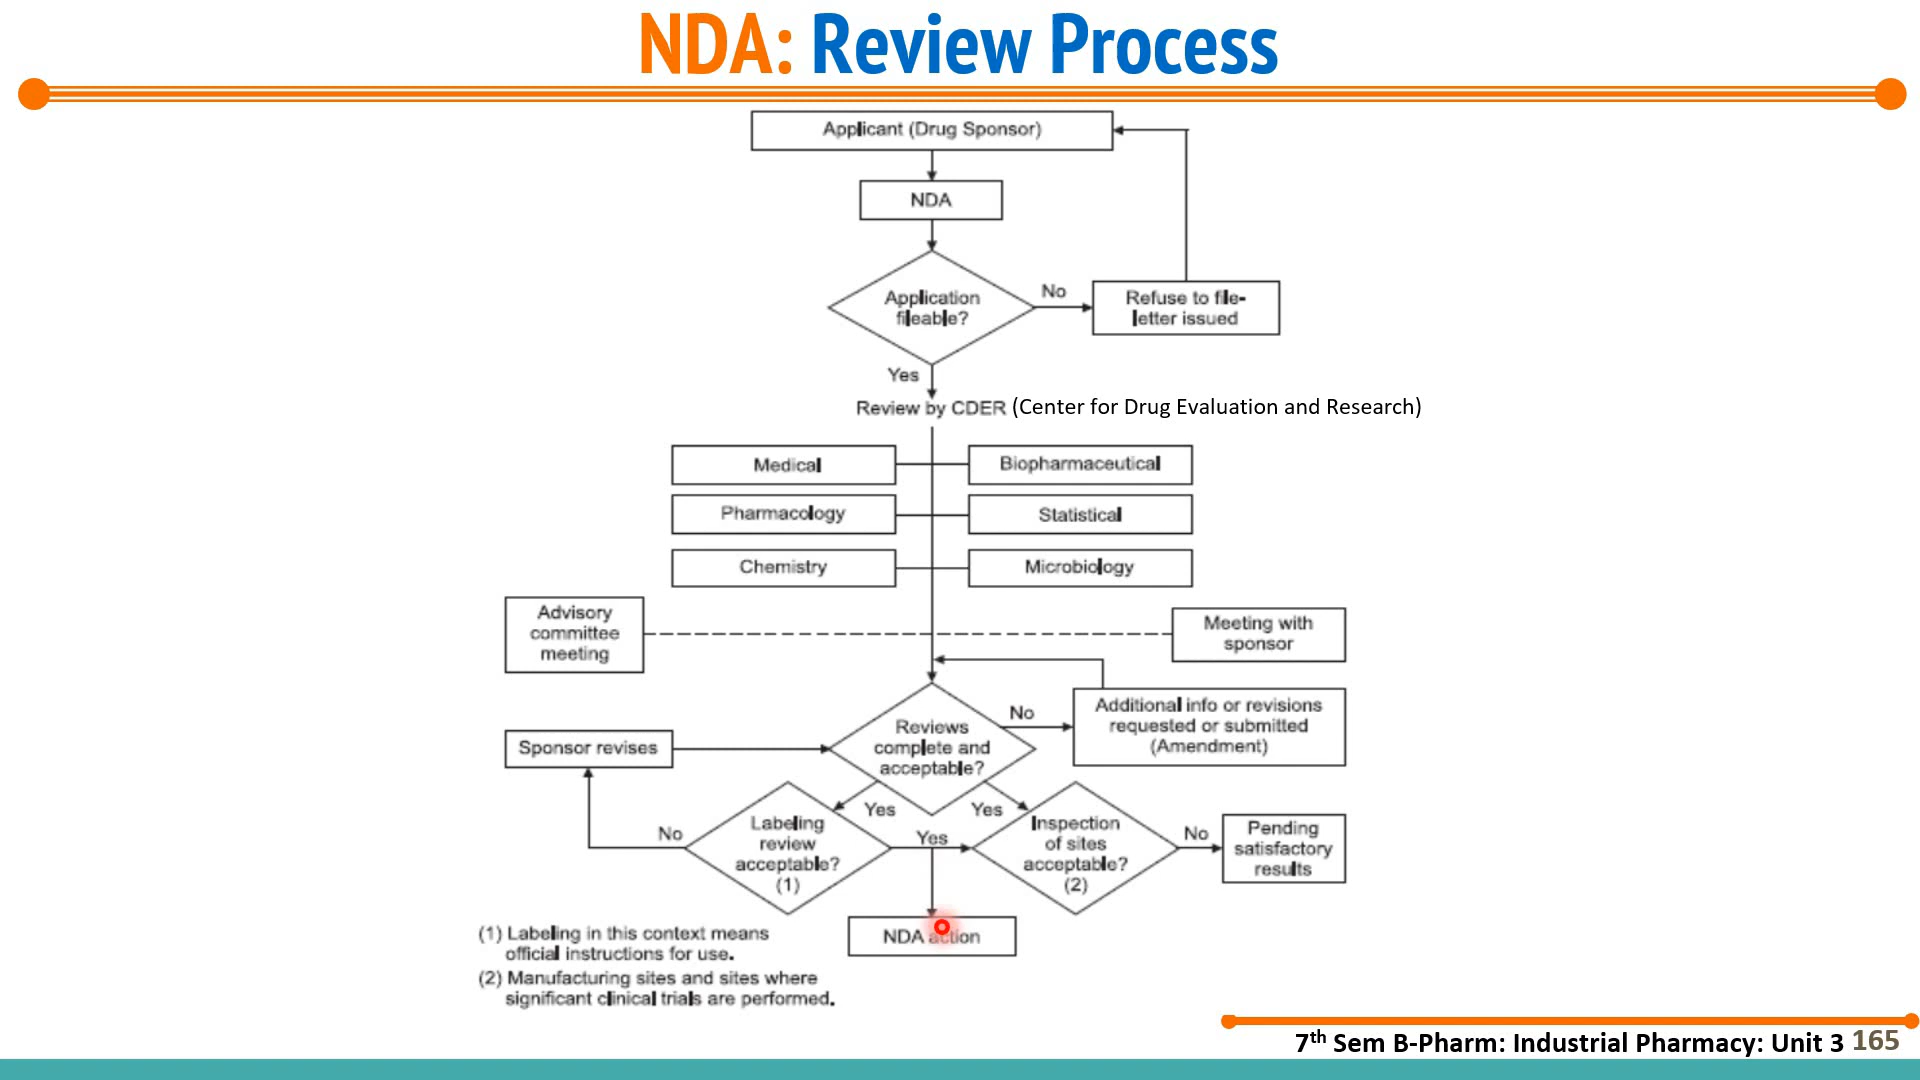 NDA: Review Process
Applicant (Drug Sponsor)
NDA
Application
fileable?
No
Refuse to file-
letter issued
Yes
Review by CDER (Center for Drug Evaluation and Research)
Medical
Biopharmaceutical
Pharmacology
Statistical
Chemistry
Microbiology
Advisory
committee
meeting
Meeting with
sponsor
Reviews
complete and
acceptable?
No
Additional info or revisions
requested or submitted
(Amendment)
Sponsor revises
Yes
Yes
No
Labeling
review
acceptable?
(1)
Yes
Inspection
of sites
acceptable?
(2)
No
Pending
satisfactory
results
NDA action
(1) Labeling in this context means
official instructions for use.
(2) Manufacturing sites and sites where
significant clinical trials are performed.
7th Sem B-Pharm: Industrial Pharmacy: Unit 3 165